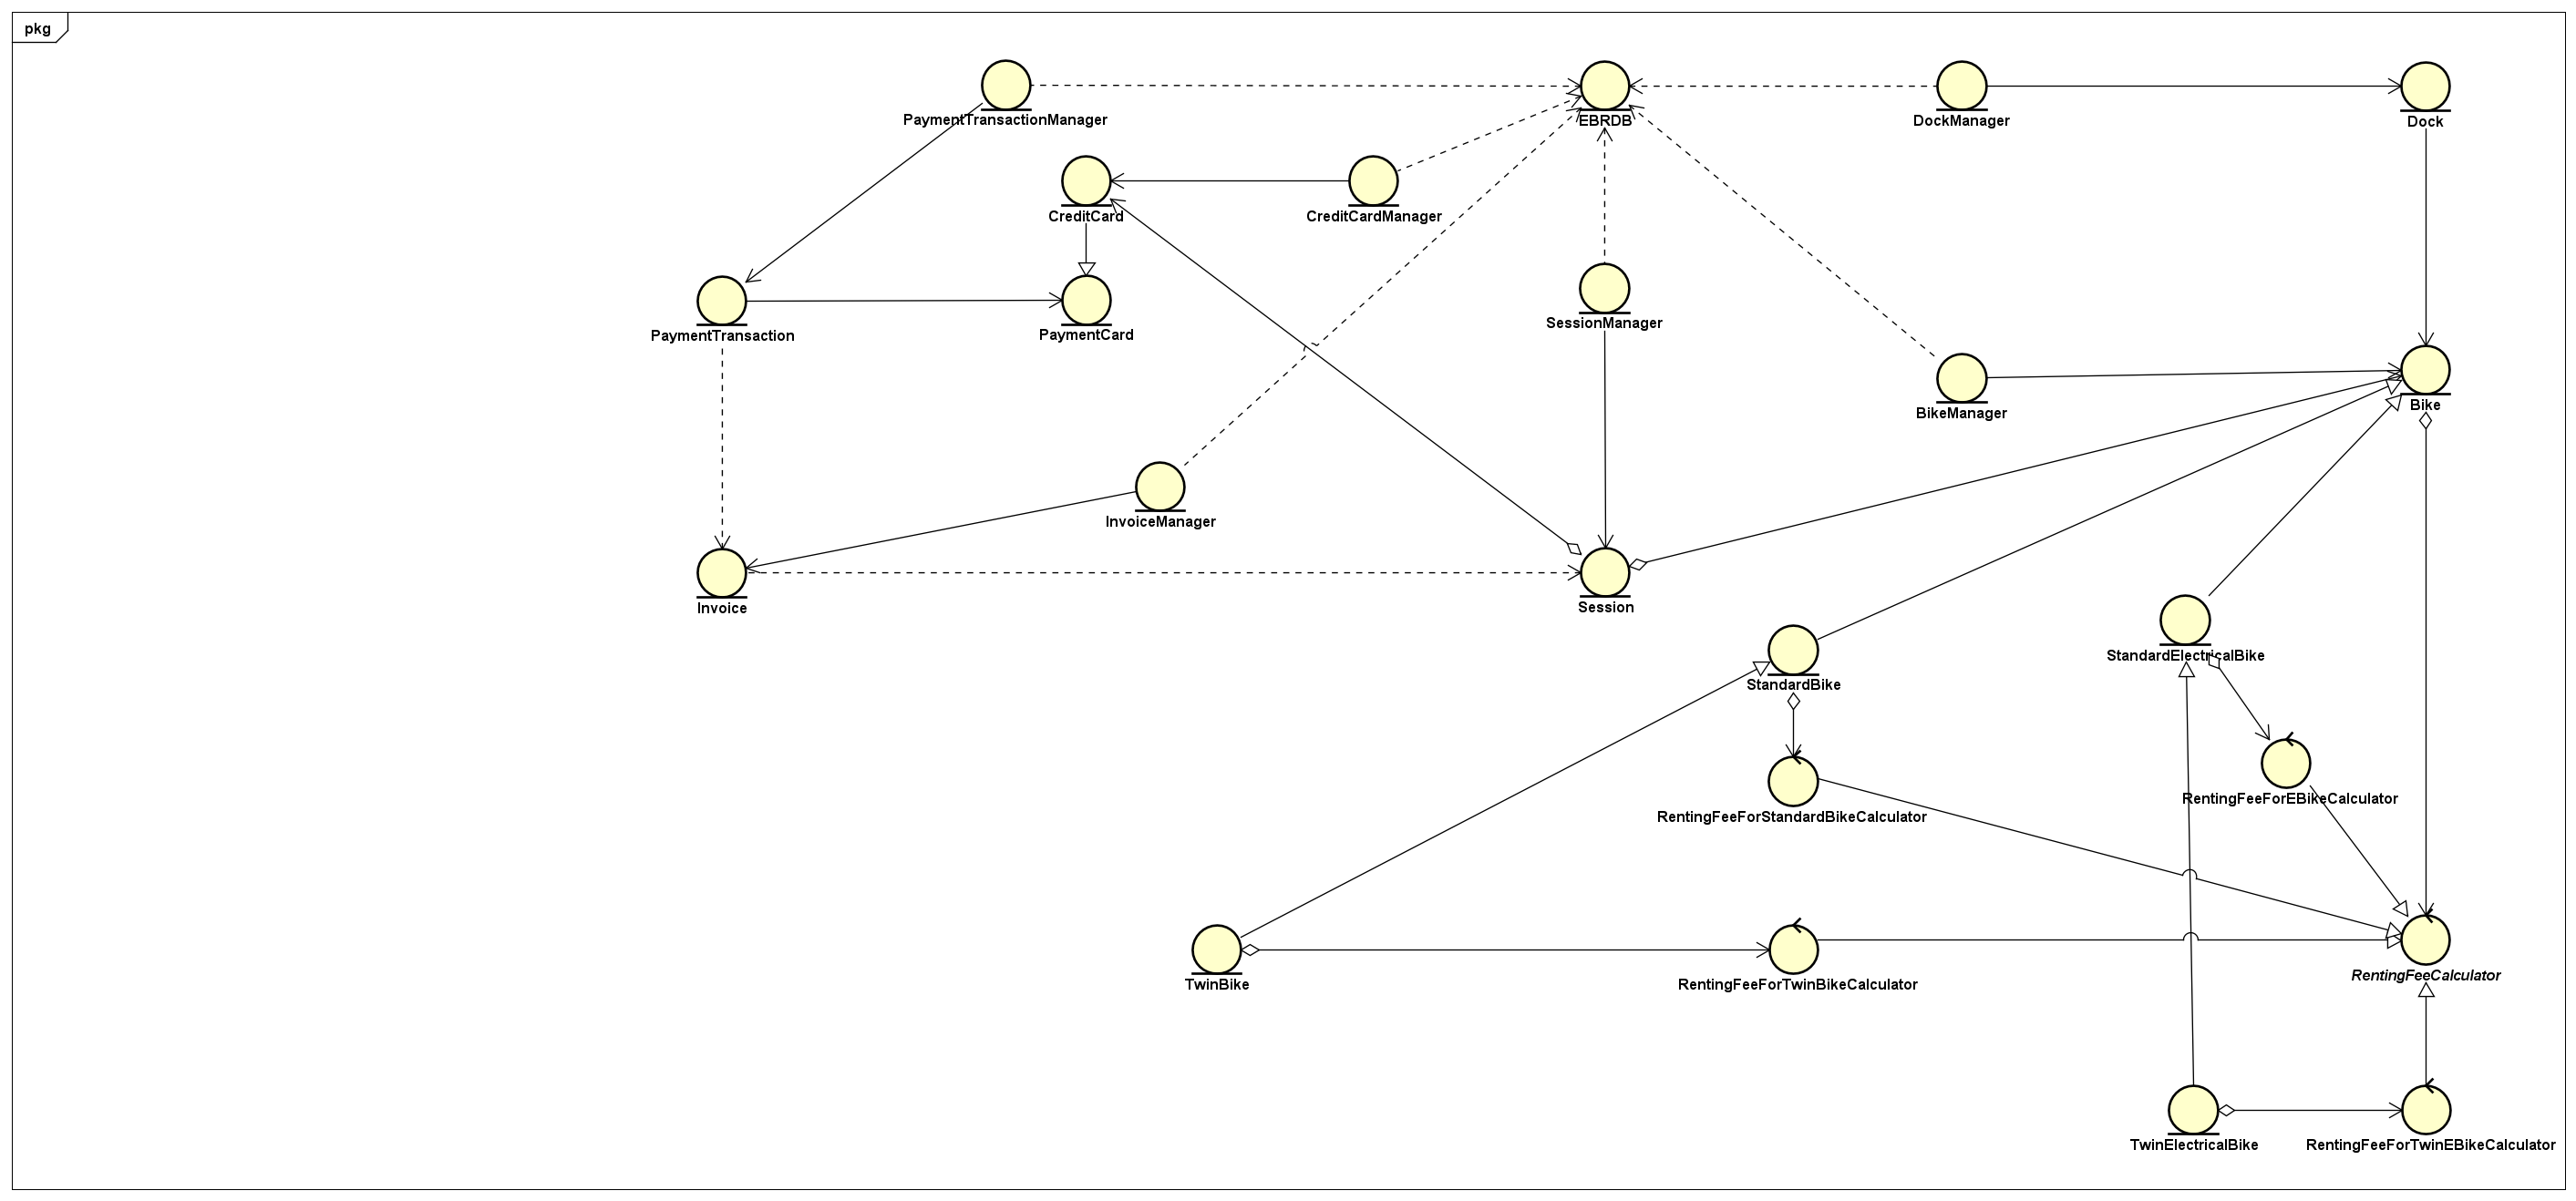 pkg
PaymentTransactionManager
EBRDB
DockManager
Dock
CreditCard
CreditCardManager
PaymentTransaction
PaymentCard
SessionManager
BikeManager
Bike
InvoiceManager
Invoice
Session
StandardElectricalBike
StandardBike
RentingFeeForEBikeCalculator
RentingFeeForStandardBikeCalculator
RentingFeeCalculator
TwinBike
RentingFeeForTwinBikeCalculator
TwinElectricalBike
RentingFeeForTwinEBikeCalculator